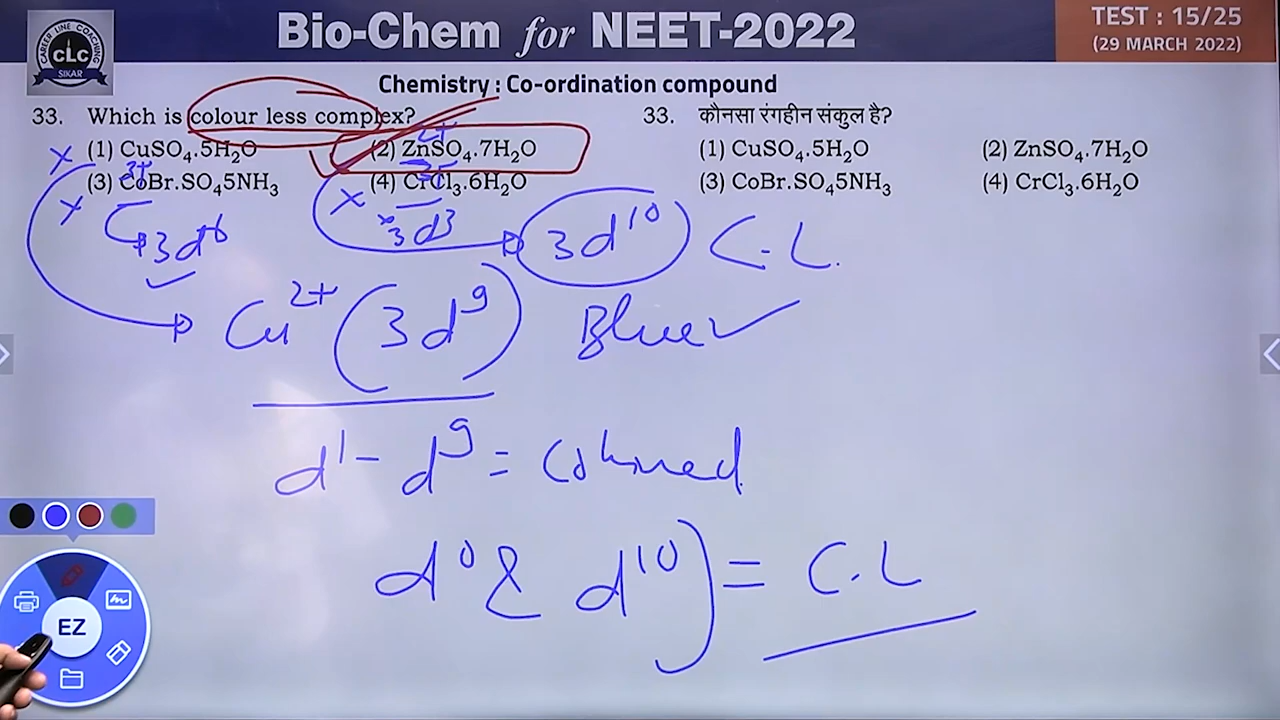 Bio-Chem for NEET-2022
TEST : 15/25
(29 MARCH 2022)
CAREER LINE COACHING
CLC
SIKAR
Chemistry : Co-ordination compound
33. Which is colour less complex?
(1) CuSO₄.5H₂O (2) ZnSO₄.7H₂O
(3) CoBr.SO₄5NH₃ (4) CrCl₃.6H₂O
33. कौनसा रंगहीन संकुल है?
(1) CuSO₄.5H₂O (2) ZnSO₄.7H₂O
(3) CoBr.SO₄5NH₃ (4) CrCl₃.6H₂O
2+
3+
3d⁶ 3d³ 3d¹⁰ C.L.
Cu²⁺ (3d⁹) Blue
d¹ - d⁹ = Coloured
d⁰ & d¹⁰) = C.L
EZ